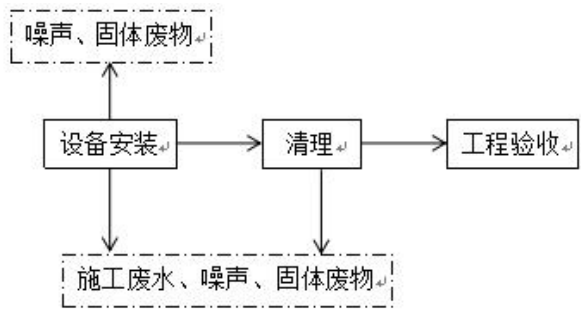 噪声、固体废物
设备安装
清理
工程验收
施工废水、噪声、固体废物